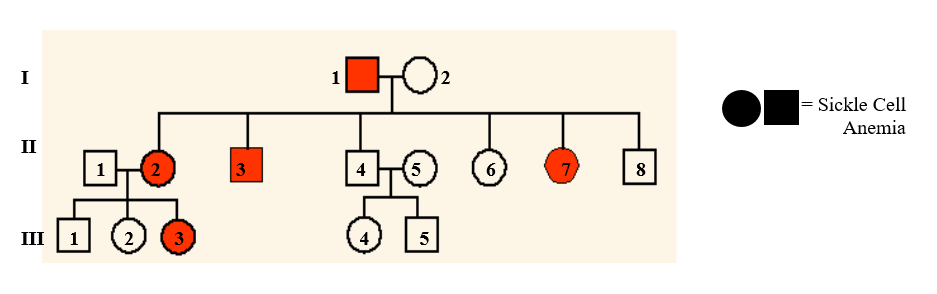 I 1 2
= Sickle Cell
Anemia
II
1 2 3 4 5 6 7 8
III 1 2 3 4 5